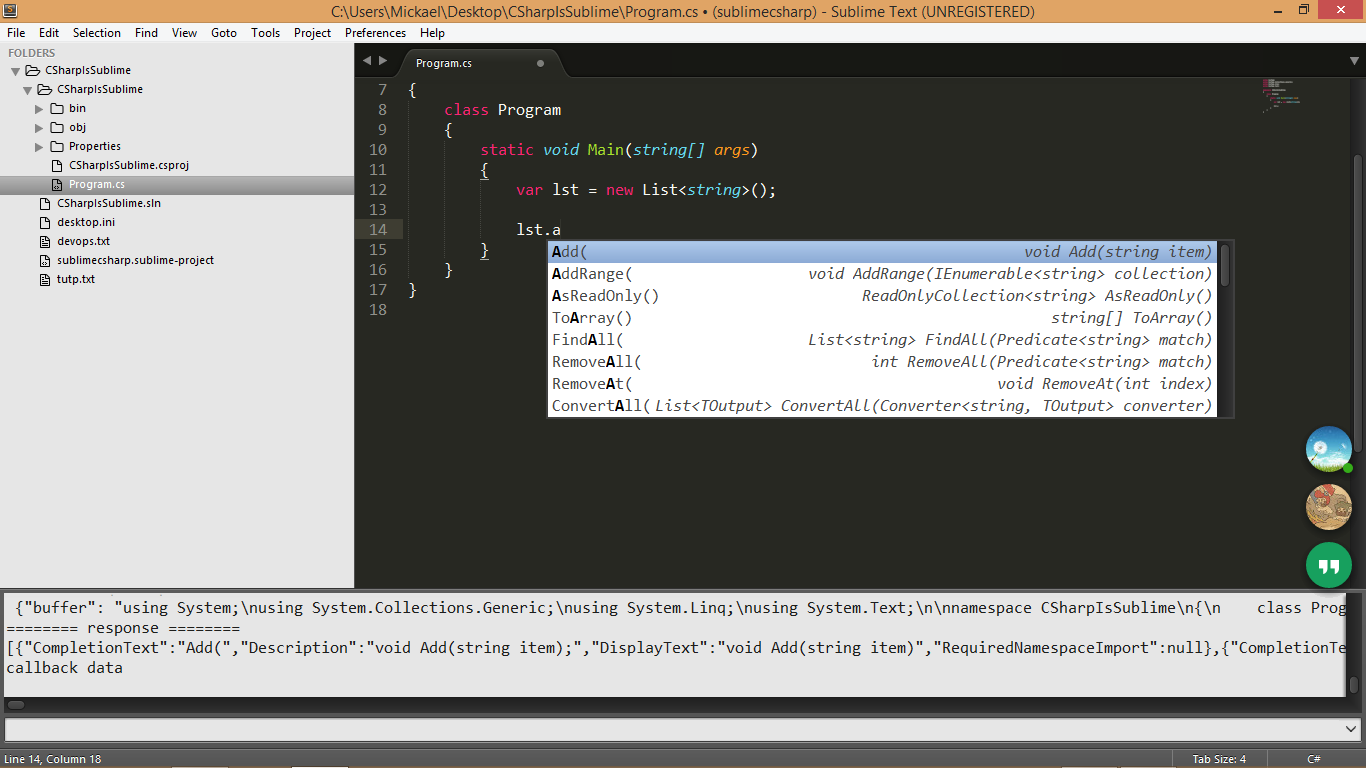 C:\Users\Mickael\Desktop\CSharpIsSublime\Program.cs • (sublimecsharp) - Sublime Text (UNREGISTERED)
File Edit Selection Find View Goto Tools Project Preferences Help
FOLDERS
CSharpIsSublime
CSharpIsSublime
bin
obj
Properties
CSharpIsSublime.csproj
Program.cs
CSharpIsSublime.sln
desktop.ini
devops.txt
sublimecsharp.sublime-project
tutp.txt
Program.cs
7 {
8 class Program
9 {
10 static void Main(string[] args)
11 {
12 var lst = new List<string>();
13
14 lst.a
15 }
16 }
17 }
18
Add( void Add(string item)
AddRange( void AddRange(IEnumerable<string> collection)
AsReadOnly() ReadOnlyCollection<string> AsReadOnly()
ToArray() string[] ToArray()
FindAll( List<string> FindAll(Predicate<string> match)
RemoveAll( int RemoveAll(Predicate<string> match)
RemoveAt( void RemoveAt(int index)
ConvertAll( List<TOutput> ConvertAll(Converter<string, TOutput> converter)
{"buffer": "using System;\nusing System.Collections.Generic;\nusing System.Linq;\nusing System.Text;\n\nnamespace CSharpIsSublime\n{\n    class Prog
======== response ========
[{"CompletionText":"Add(","Description":"void Add(string item);","DisplayText":"void Add(string item)","RequiredNamespaceImport":null},{"CompletionTe
callback data
Line 14, Column 18 Tab Size: 4 C#